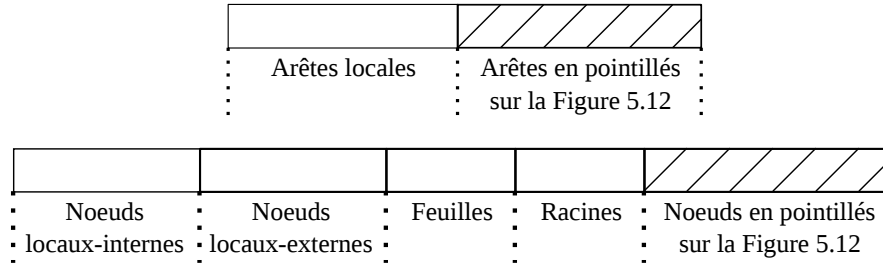 Arêtes locales
Arêtes en pointillés
sur la Figure 5.12
Noeuds
locaux-internes
Noeuds
locaux-externes
Feuilles
Racines
Noeuds en pointillés
sur la Figure 5.12